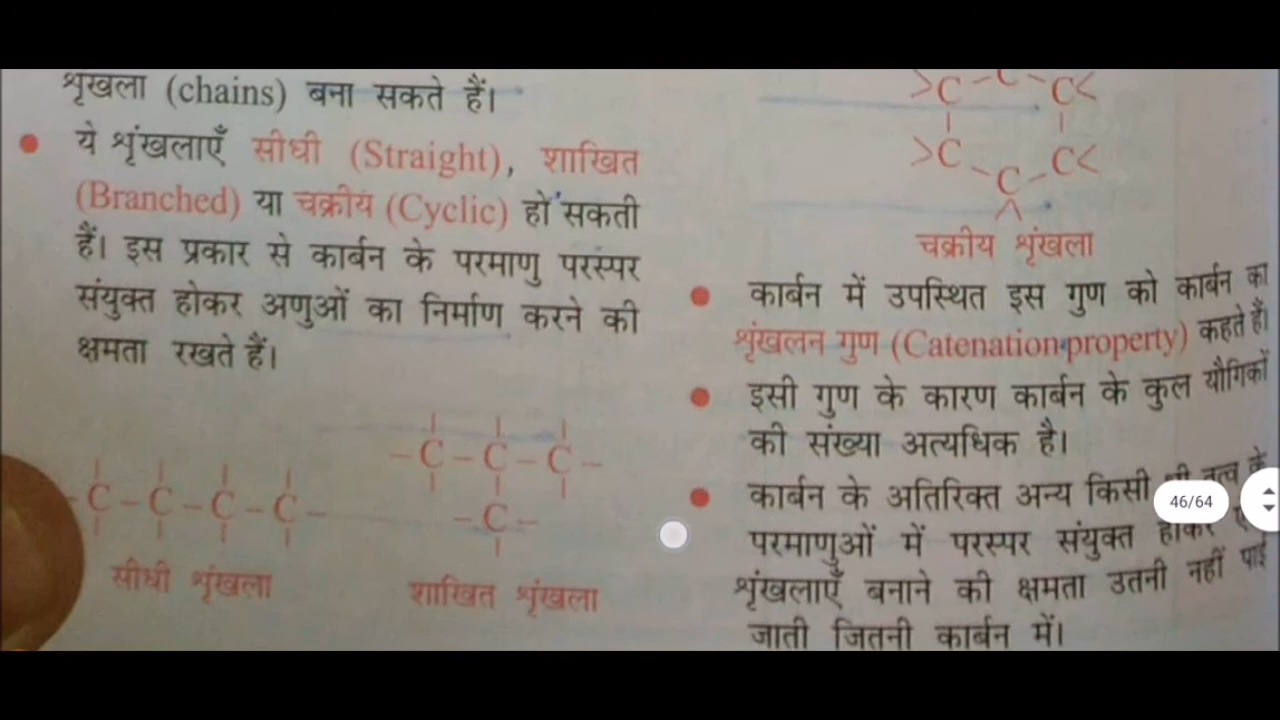 शृंखला (chains) बना सकते हैं।
ये शृंखलाएँ सीधी (Straight), शाखित
(Branched) या चक्रीय (Cyclic) हो सकती
हैं। इस प्रकार से कार्बन के परमाणु परस्पर
संयुक्त होकर अणुओं का निर्माण करने की
क्षमता रखते हैं।
-C-C-C-C-
सीधी शृंखला
-C-C-C-
-C-
शाखित शृंखला
C
>C C<
>C C<
C
चक्रीय शृंखला
कार्बन में उपस्थित इस गुण को कार्बन का
शृंखलन गुण (Catenation property) कहते हैं।
इसी गुण के कारण कार्बन के कुल यौगिकों
की संख्या अत्यधिक है।
कार्बन के अतिरिक्त अन्य किसी भी तत्व के
परमाणुओं में परस्पर संयुक्त होकर
शृंखलाएँ बनाने की क्षमता उतनी नहीं पाई
जाती जितनी कार्बन में।
46/64